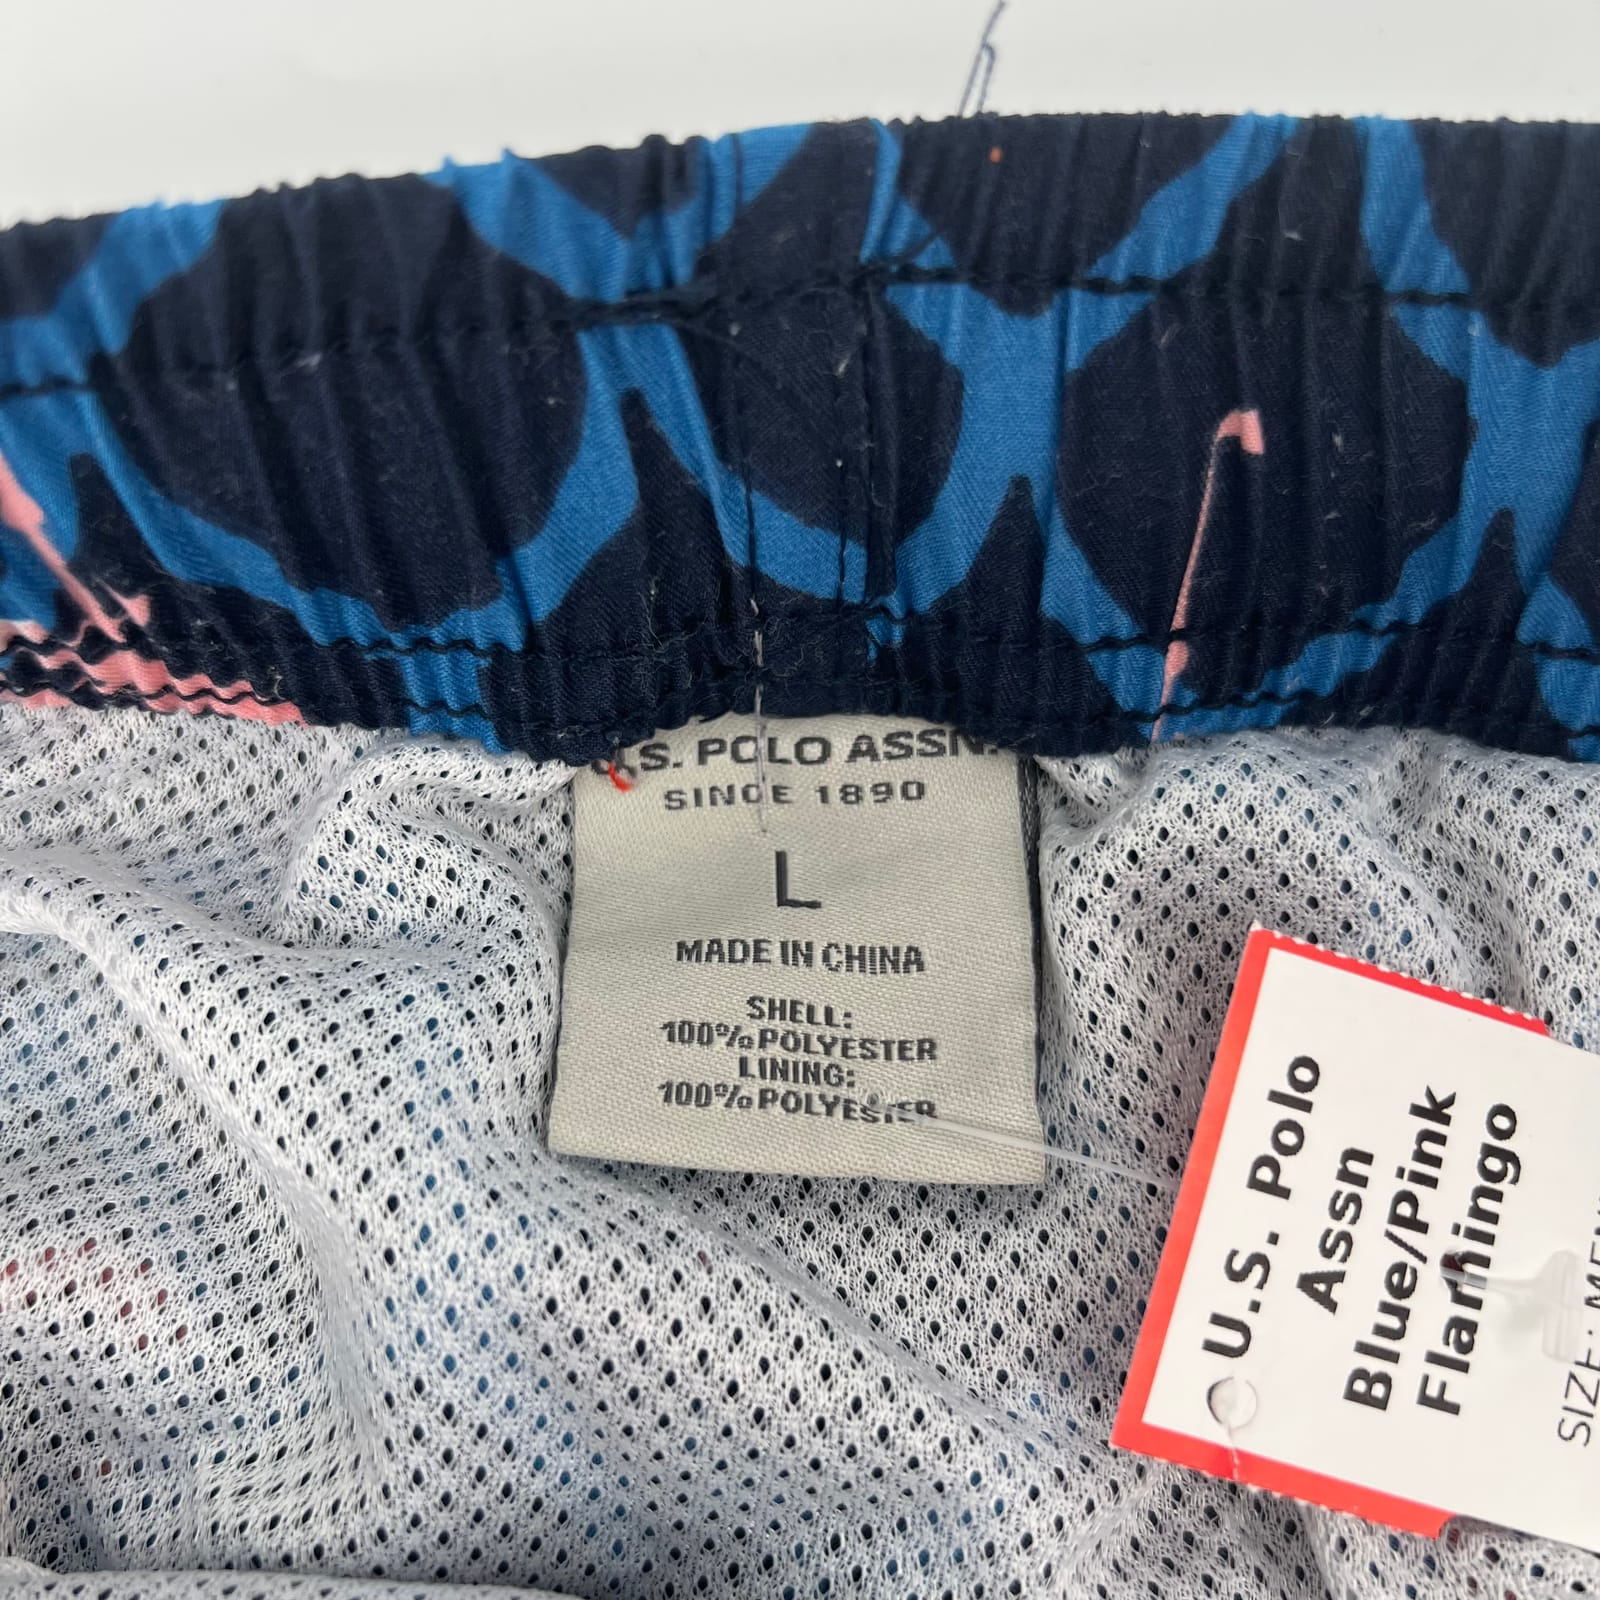 U.S. POLO ASSN.
SINCE 1890
L
MADE IN CHINA
SHELL:
100% POLYESTER
LINING:
100% POLYESTER
U.S. Polo
Assn
Blue/Pink
Flamingo
SIZE: